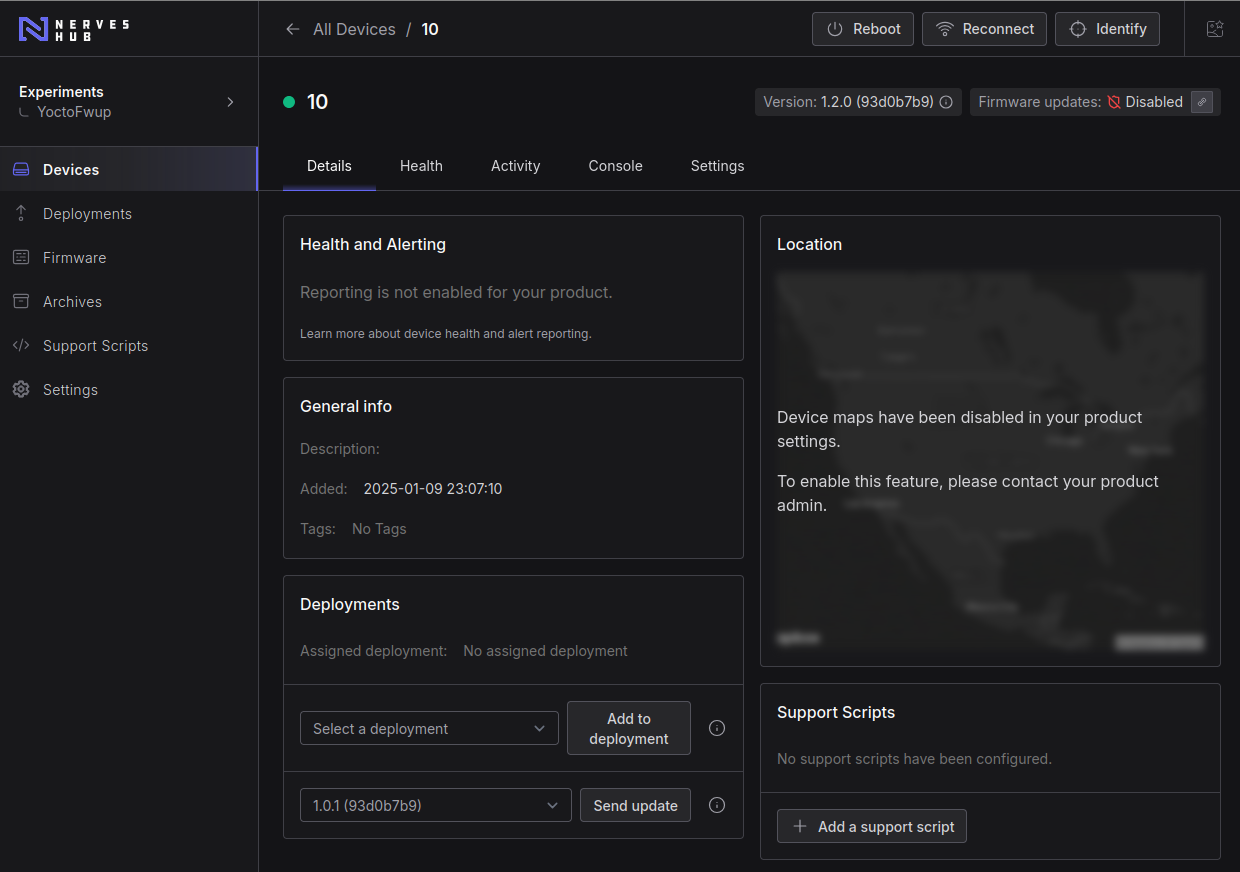 NERVES
HUB
All Devices / 10
Reboot
Reconnect
Identify
Experiments
YoctoFwup
10
Version: 1.2.0 (93d0b7b9)
Firmware updates: Disabled
Devices
Deployments
Firmware
Archives
Support Scripts
Settings
Details
Health
Activity
Console
Settings
Health and Alerting
Reporting is not enabled for your product.
Learn more about device health and alert reporting.
General info
Description:
Added: 2025-01-09 23:07:10
Tags: No Tags
Deployments
Assigned deployment: No assigned deployment
Select a deployment
Add to
deployment
1.0.1 (93d0b7b9)
Send update
Location
Device maps have been disabled in your product
settings.
To enable this feature, please contact your product
admin.
Support Scripts
No support scripts have been configured.
Add a support script